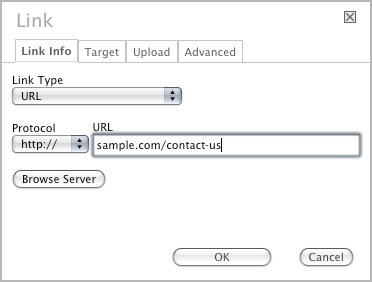 Link
Link Info Target Upload Advanced
Link Type
URL
Protocol URL
http:// sample.com/contact-us
Browse Server
OK Cancel